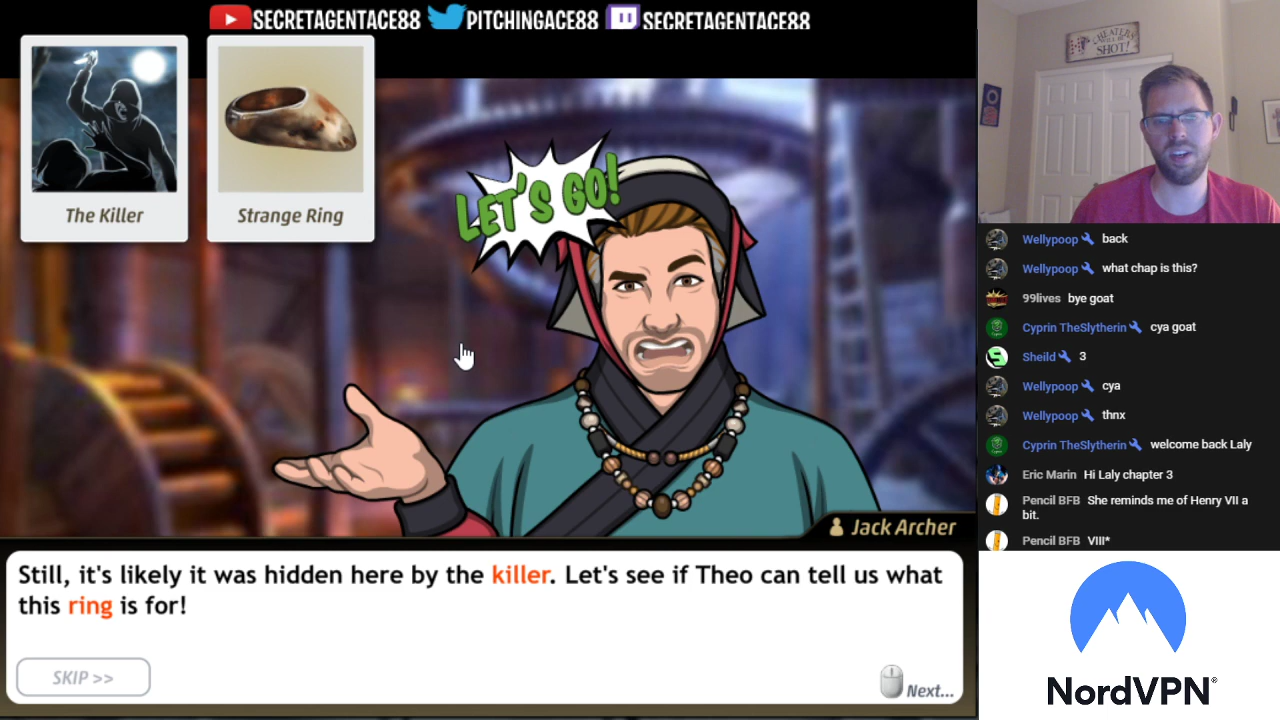 SECRETAGENTACE88 PITCHINGACE88 SECRETAGENTACE88
The Killer
Strange Ring
LET'S GO!
Jack Archer
Still, it's likely it was hidden here by the killer. Let's see if Theo can tell us what
this ring is for!
SKIP >>
Next...
SHOT!
Wellypoop back
Wellypoop what chap is this?
99lives bye goat
Cyprin TheSlytherin cya goat
Sheild 3
Wellypoop cya
Wellypoop thnx
Cyprin TheSlytherin welcome back Laly
Eric Marin Hi Laly chapter 3
Pencil BFB She reminds me of Henry VII a
bit.
Pencil BFB VIII*
NordVPN®